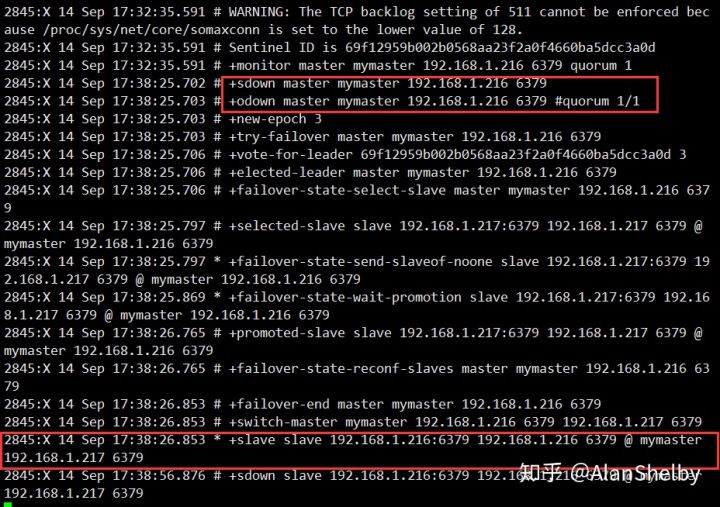 2845:X 14 Sep 17:32:35.591 # WARNING: The TCP backlog setting of 511 cannot be enforced bec
ause /proc/sys/net/core/somaxconn is set to the lower value of 128.
2845:X 14 Sep 17:32:35.591 # Sentinel ID is 69f12959b002b0568aa23f2a0f4660ba5dcc3a0d
2845:X 14 Sep 17:32:35.591 # +monitor master mymaster 192.168.1.216 6379 quorum 1
2845:X 14 Sep 17:38:25.702 # +sdown master mymaster 192.168.1.216 6379
2845:X 14 Sep 17:38:25.703 # +odown master mymaster 192.168.1.216 6379 #quorum 1/1
2845:X 14 Sep 17:38:25.703 # +new-epoch 3
2845:X 14 Sep 17:38:25.703 # +try-failover master mymaster 192.168.1.216 6379
2845:X 14 Sep 17:38:25.706 # +vote-for-leader 69f12959b002b0568aa23f2a0f4660ba5dcc3a0d 3
2845:X 14 Sep 17:38:25.706 # +elected-leader master mymaster 192.168.1.216 6379
2845:X 14 Sep 17:38:25.706 # +failover-state-select-slave master mymaster 192.168.1.216 637
9
2845:X 14 Sep 17:38:25.797 # +selected-slave slave 192.168.1.217:6379 192.168.1.217 6379 @
mymaster 192.168.1.216 6379
2845:X 14 Sep 17:38:25.797 * +failover-state-send-slaveof-noone slave 192.168.1.217:6379 19
2.168.1.217 6379 @ mymaster 192.168.1.216 6379
2845:X 14 Sep 17:38:25.869 * +failover-state-wait-promotion slave 192.168.1.217:6379 192.16
8.1.217 6379 @ mymaster 192.168.1.216 6379
2845:X 14 Sep 17:38:26.765 # +promoted-slave slave 192.168.1.217:6379 192.168.1.217 6379 @
mymaster 192.168.1.216 6379
2845:X 14 Sep 17:38:26.765 # +failover-state-reconf-slaves master mymaster 192.168.1.216 63
79
2845:X 14 Sep 17:38:26.853 # +failover-end master mymaster 192.168.1.216 6379
2845:X 14 Sep 17:38:26.853 # +switch-master mymaster 192.168.1.216 6379 192.168.1.217 6379
2845:X 14 Sep 17:38:26.853 * +slave slave 192.168.1.216:6379 192.168.1.216 6379 @ mymaster
192.168.1.217 6379
2845:X 14 Sep 17:38:56.876 # +sdown slave 192.168.1.216:6379 192.168.1.216 6379 @ mymaster
192.168.1.217 6379
知乎 @AlanShelby